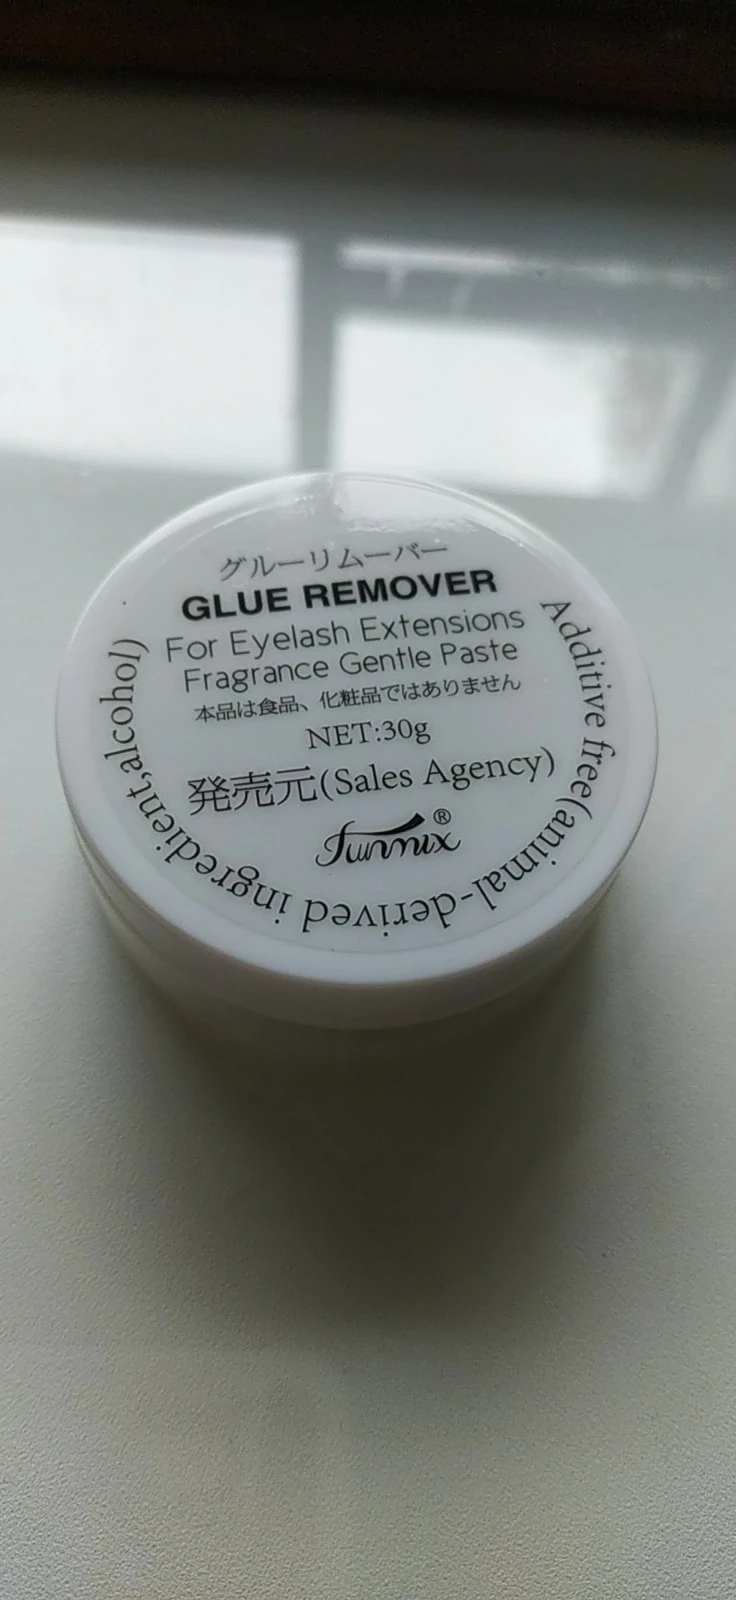 グルーリムーバー
GLUE REMOVER
For Eyelash Extensions
Fragrance Gentle Paste
本品は食品、化粧品ではありません
NET:30g
発売元(Sales Agency)
Funmix®
Additive free(animal-derived ingredient,alcohol)